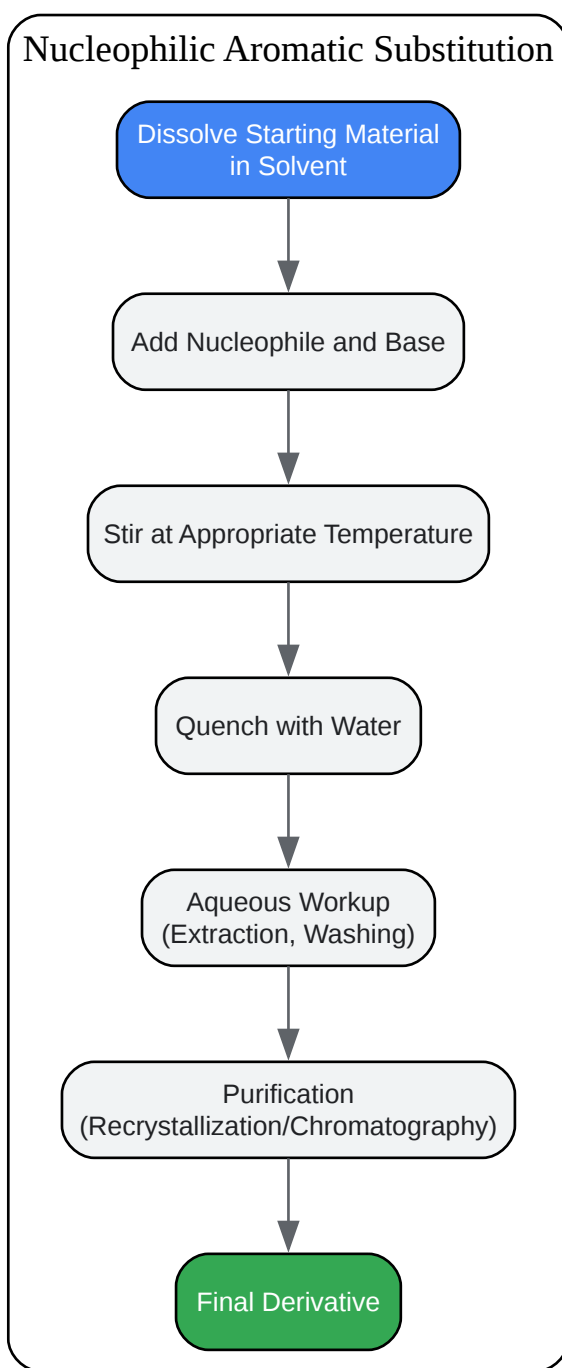 Nucleophilic Aromatic Substitution
Dissolve Starting Material
in Solvent
Add Nucleophile and Base
Stir at Appropriate Temperature
Quench with Water
Aqueous Workup
(Extraction, Washing)
Purification
(Recrystallization/Chromatography)
Final Derivative